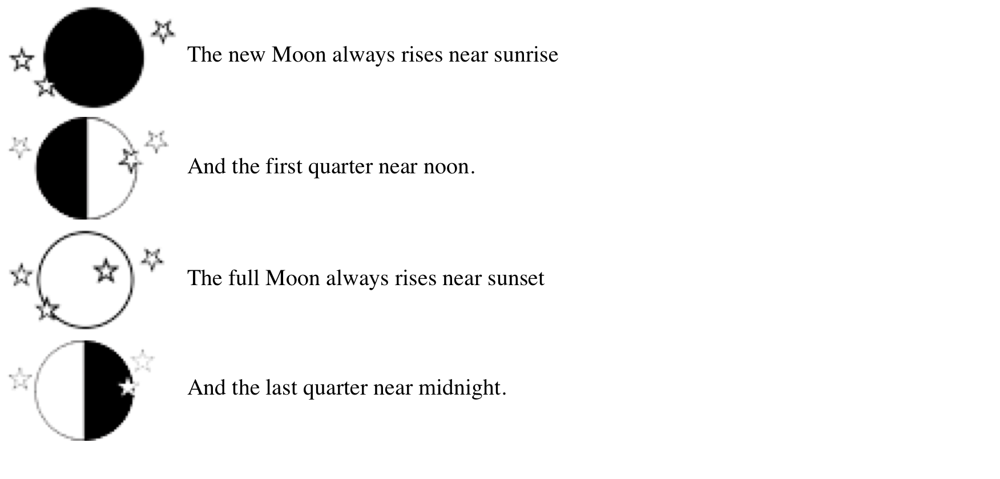 The new Moon always rises near sunrise
And the first quarter near noon.
The full Moon always rises near sunset
And the last quarter near midnight.